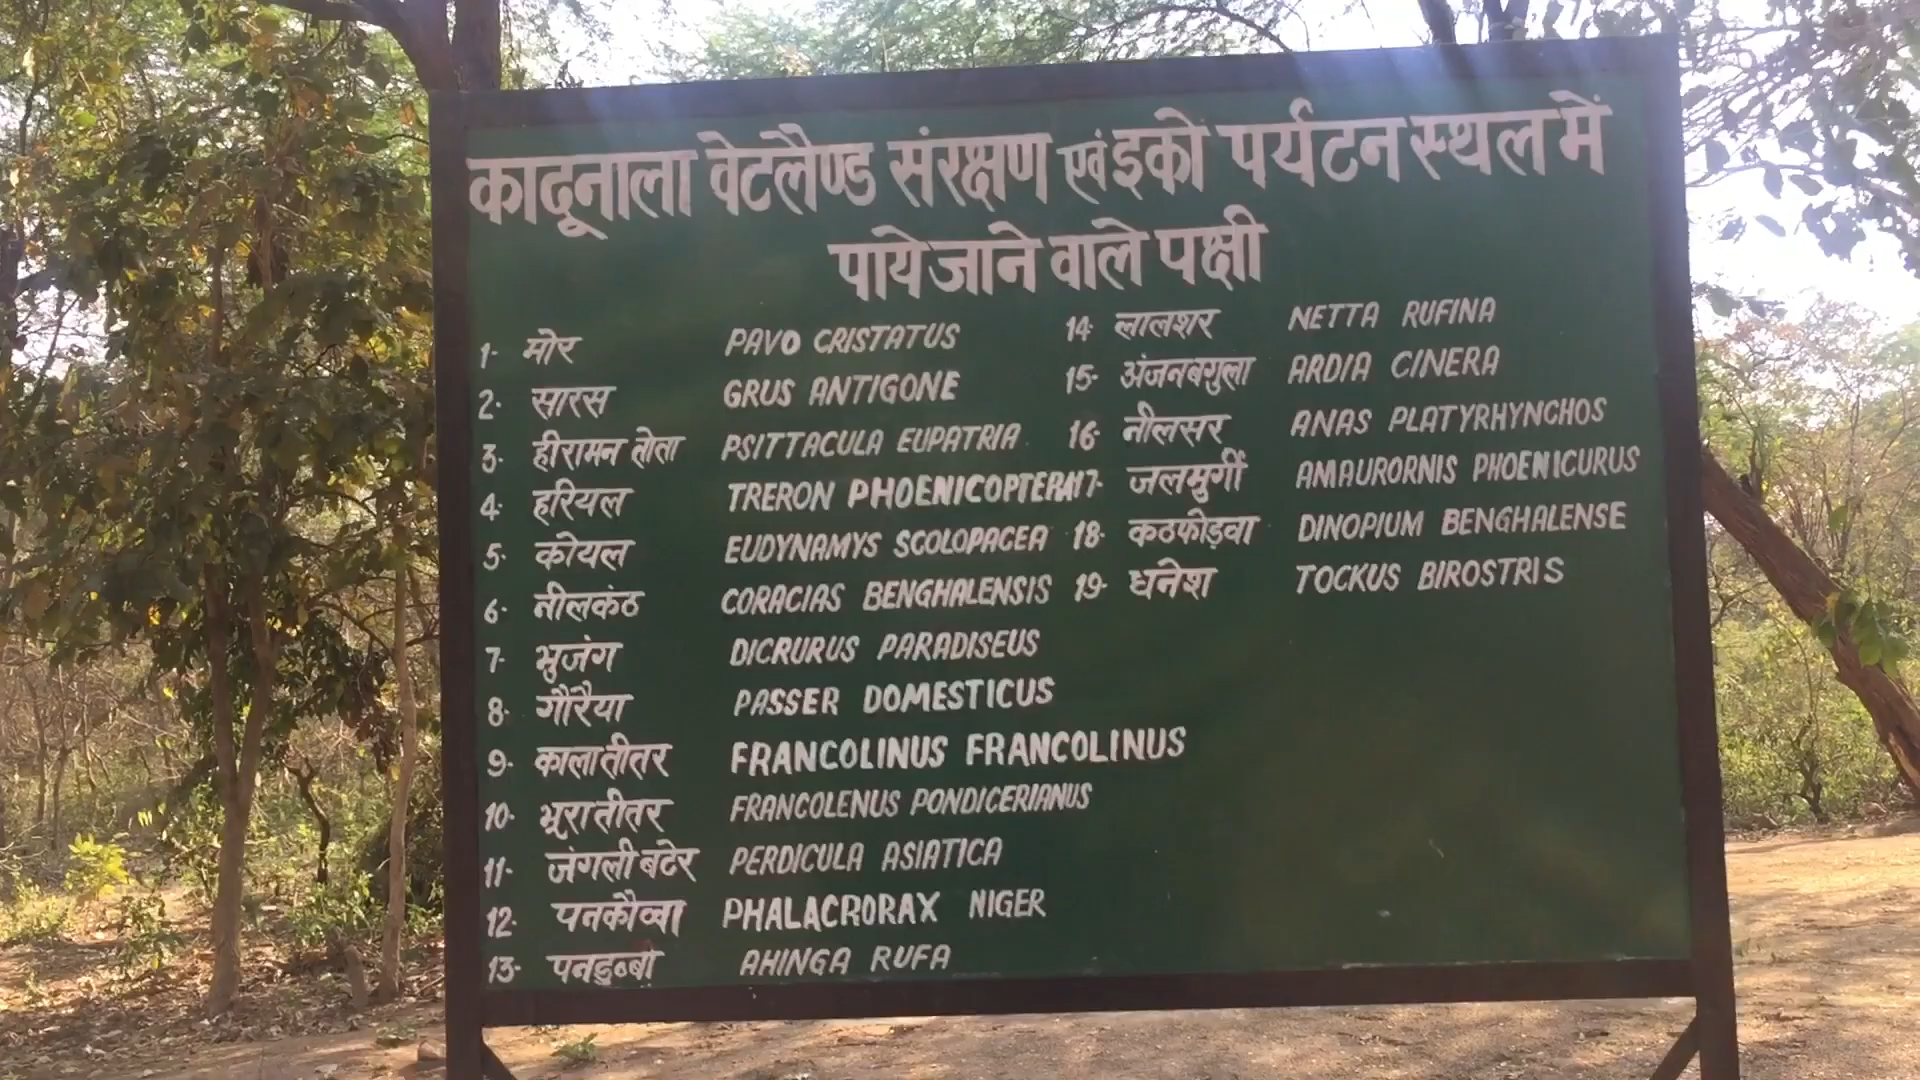 कादूनाला वेटलैण्ड संरक्षण एवं इको पर्यटन स्थल में
पाये जाने वाले पक्षी
1- मोर PAVO CRISTATUS
2- सारस GRUS ANTIGONE
3- हीरामन तोता PSITTACULA EUPATRIA
4- हरियल TRERON PHOENICOPTERA
5- कोयल EUDYNAMYS SCOLOPACEA
6- नीलकंठ CORACIAS BENGHALENSIS
7- भुजंग DICRURUS PARADISEUS
8- गौरैया PASSER DOMESTICUS
9- काला तीतर FRANCOLINUS FRANCOLINUS
10- भूरा तीतर FRANCOLENUS PONDICERIANUS
11- जंगली बटेर PERDICULA ASIATICA
12- पनकौव्वा PHALACRORAX NIGER
13- पनडुब्बी AHINGA RUFA
14- लालशर NETTA RUFINA
15- अंजनबगुला ARDIA CINERA
16- नीलसर ANAS PLATYRHYNCHOS
17- जलमुर्गी AMAURORNIS PHOENICURUS
18- कठफोड़वा DINOPIUM BENGHALENSE
19- धनेश TOCKUS BIROSTRIS